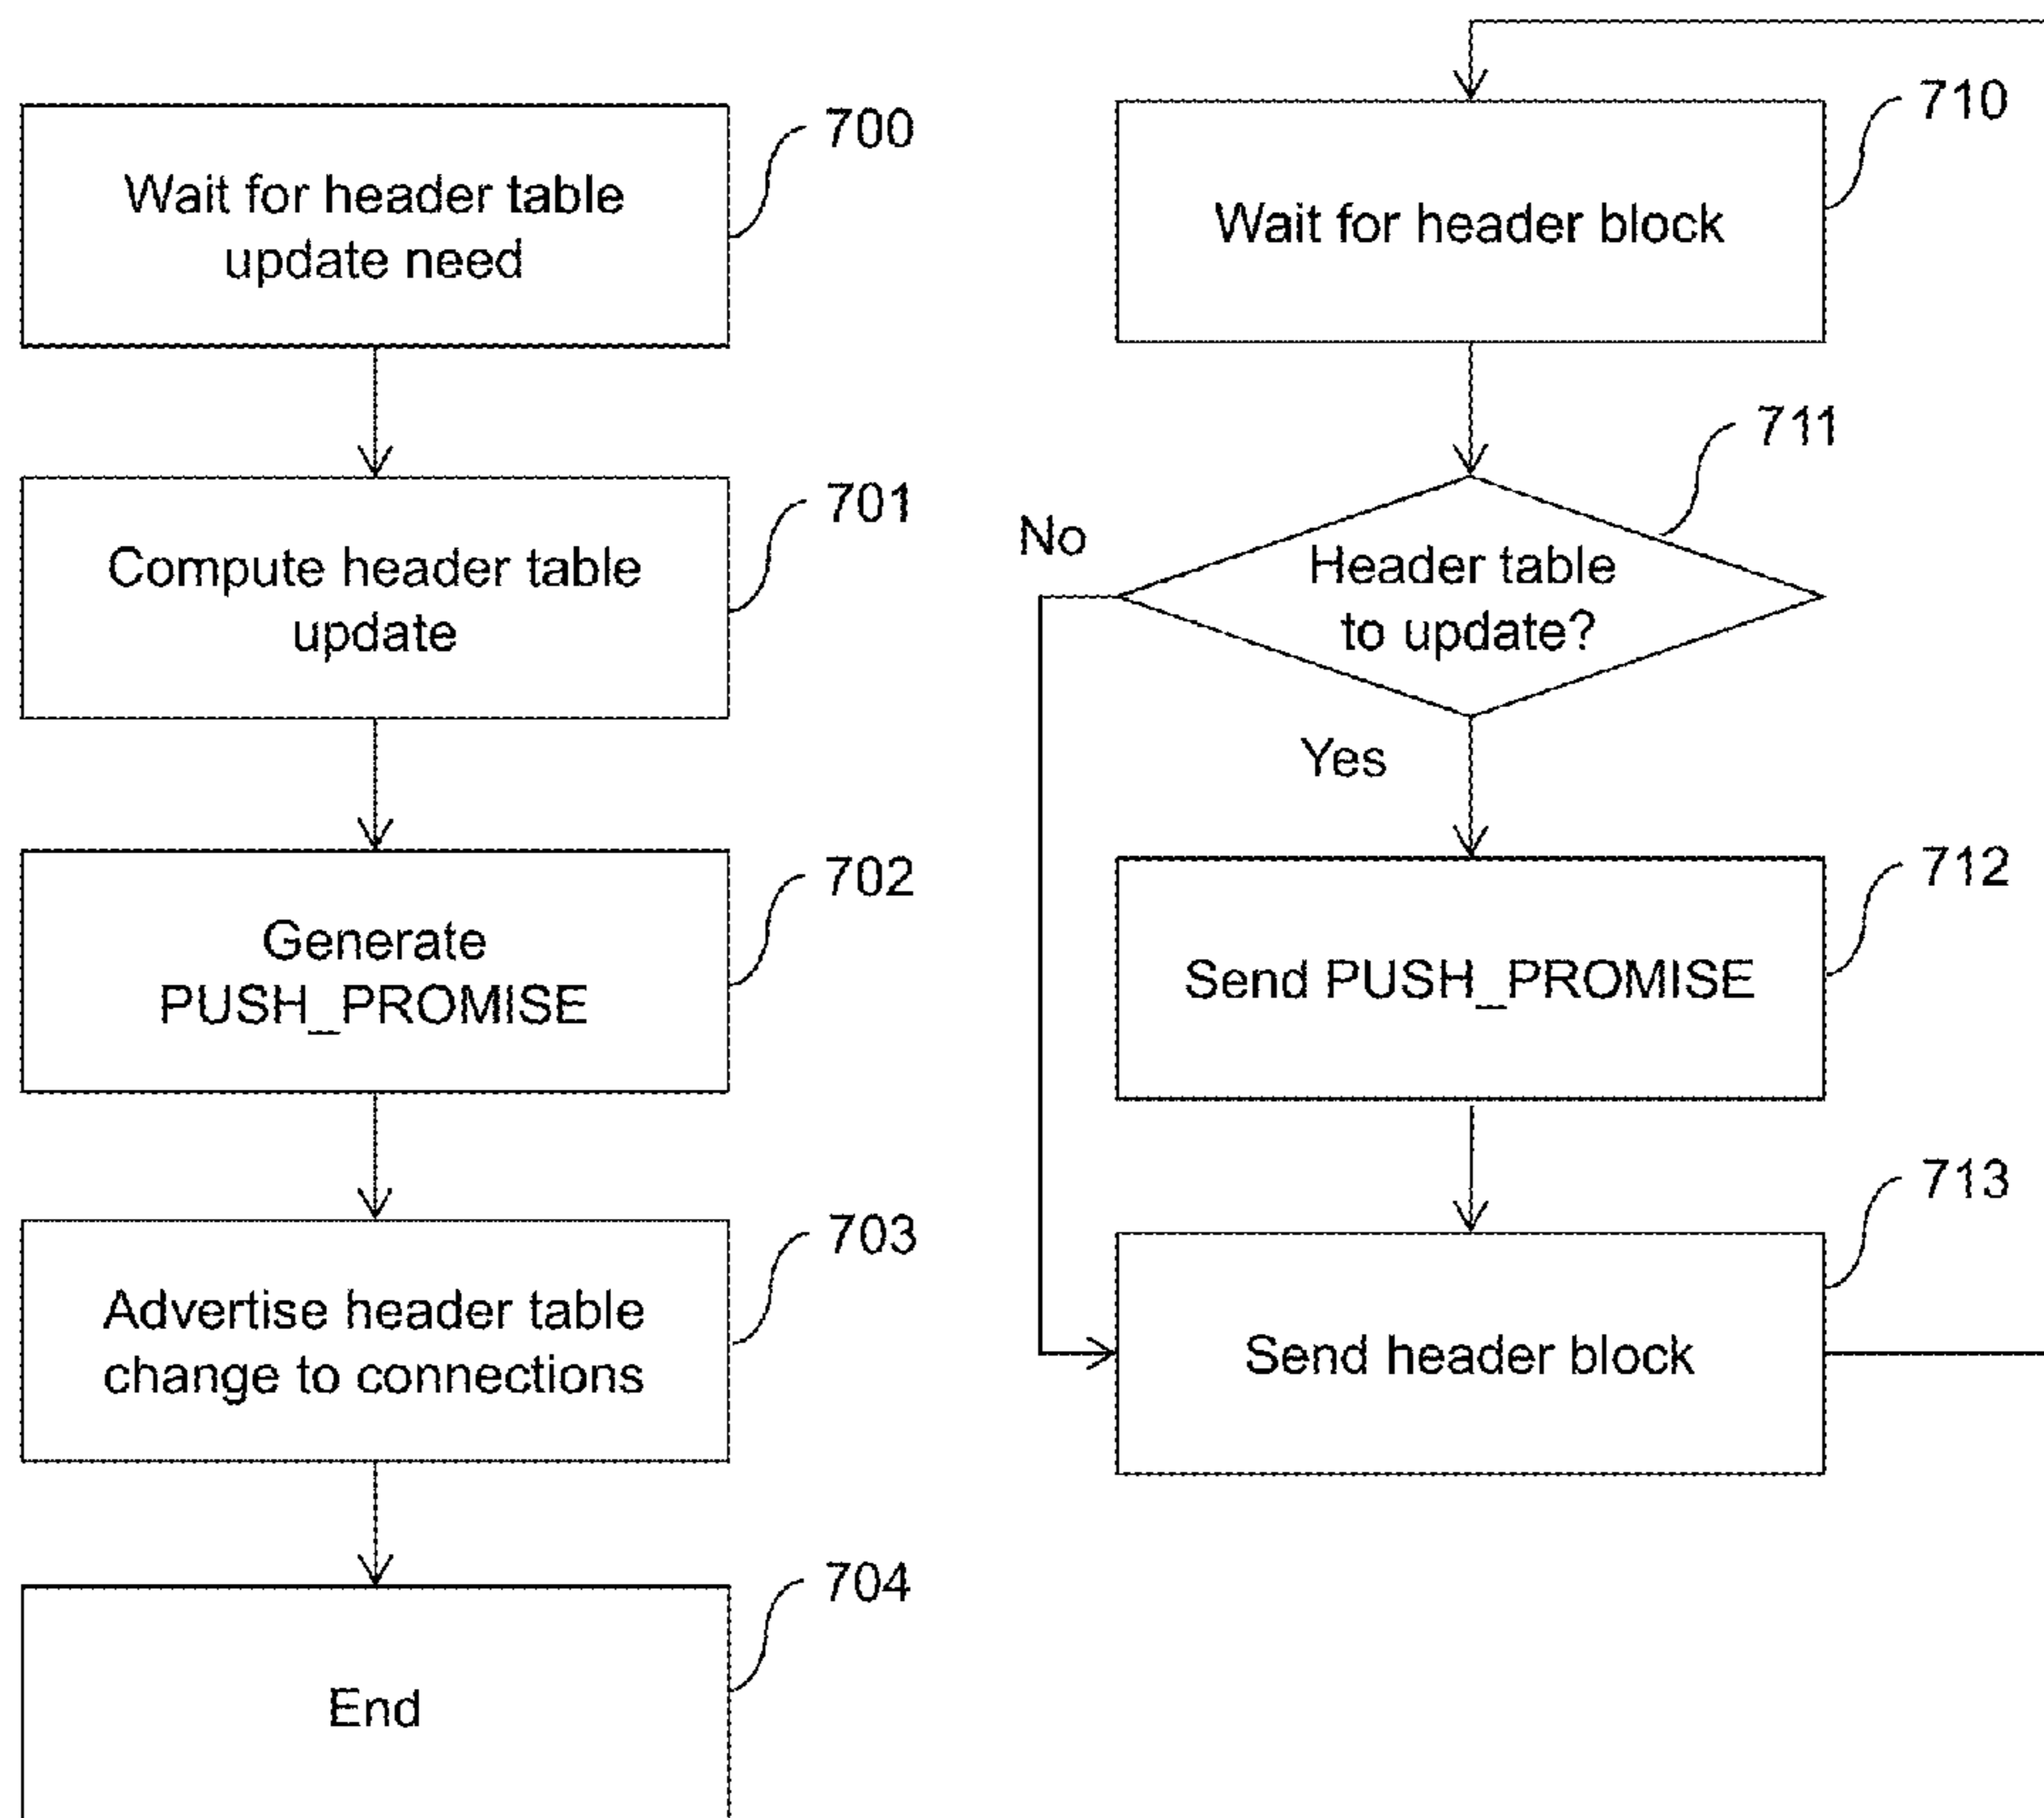 700
Wait for header table
update need
701
Compute header table
update
702
Generate
PUSH_PROMISE
703
Advertise header table
change to connections
704
End
710
Wait for header block
711
No
Header table
to update?
Yes
712
Send PUSH_PROMISE
713
Send header block